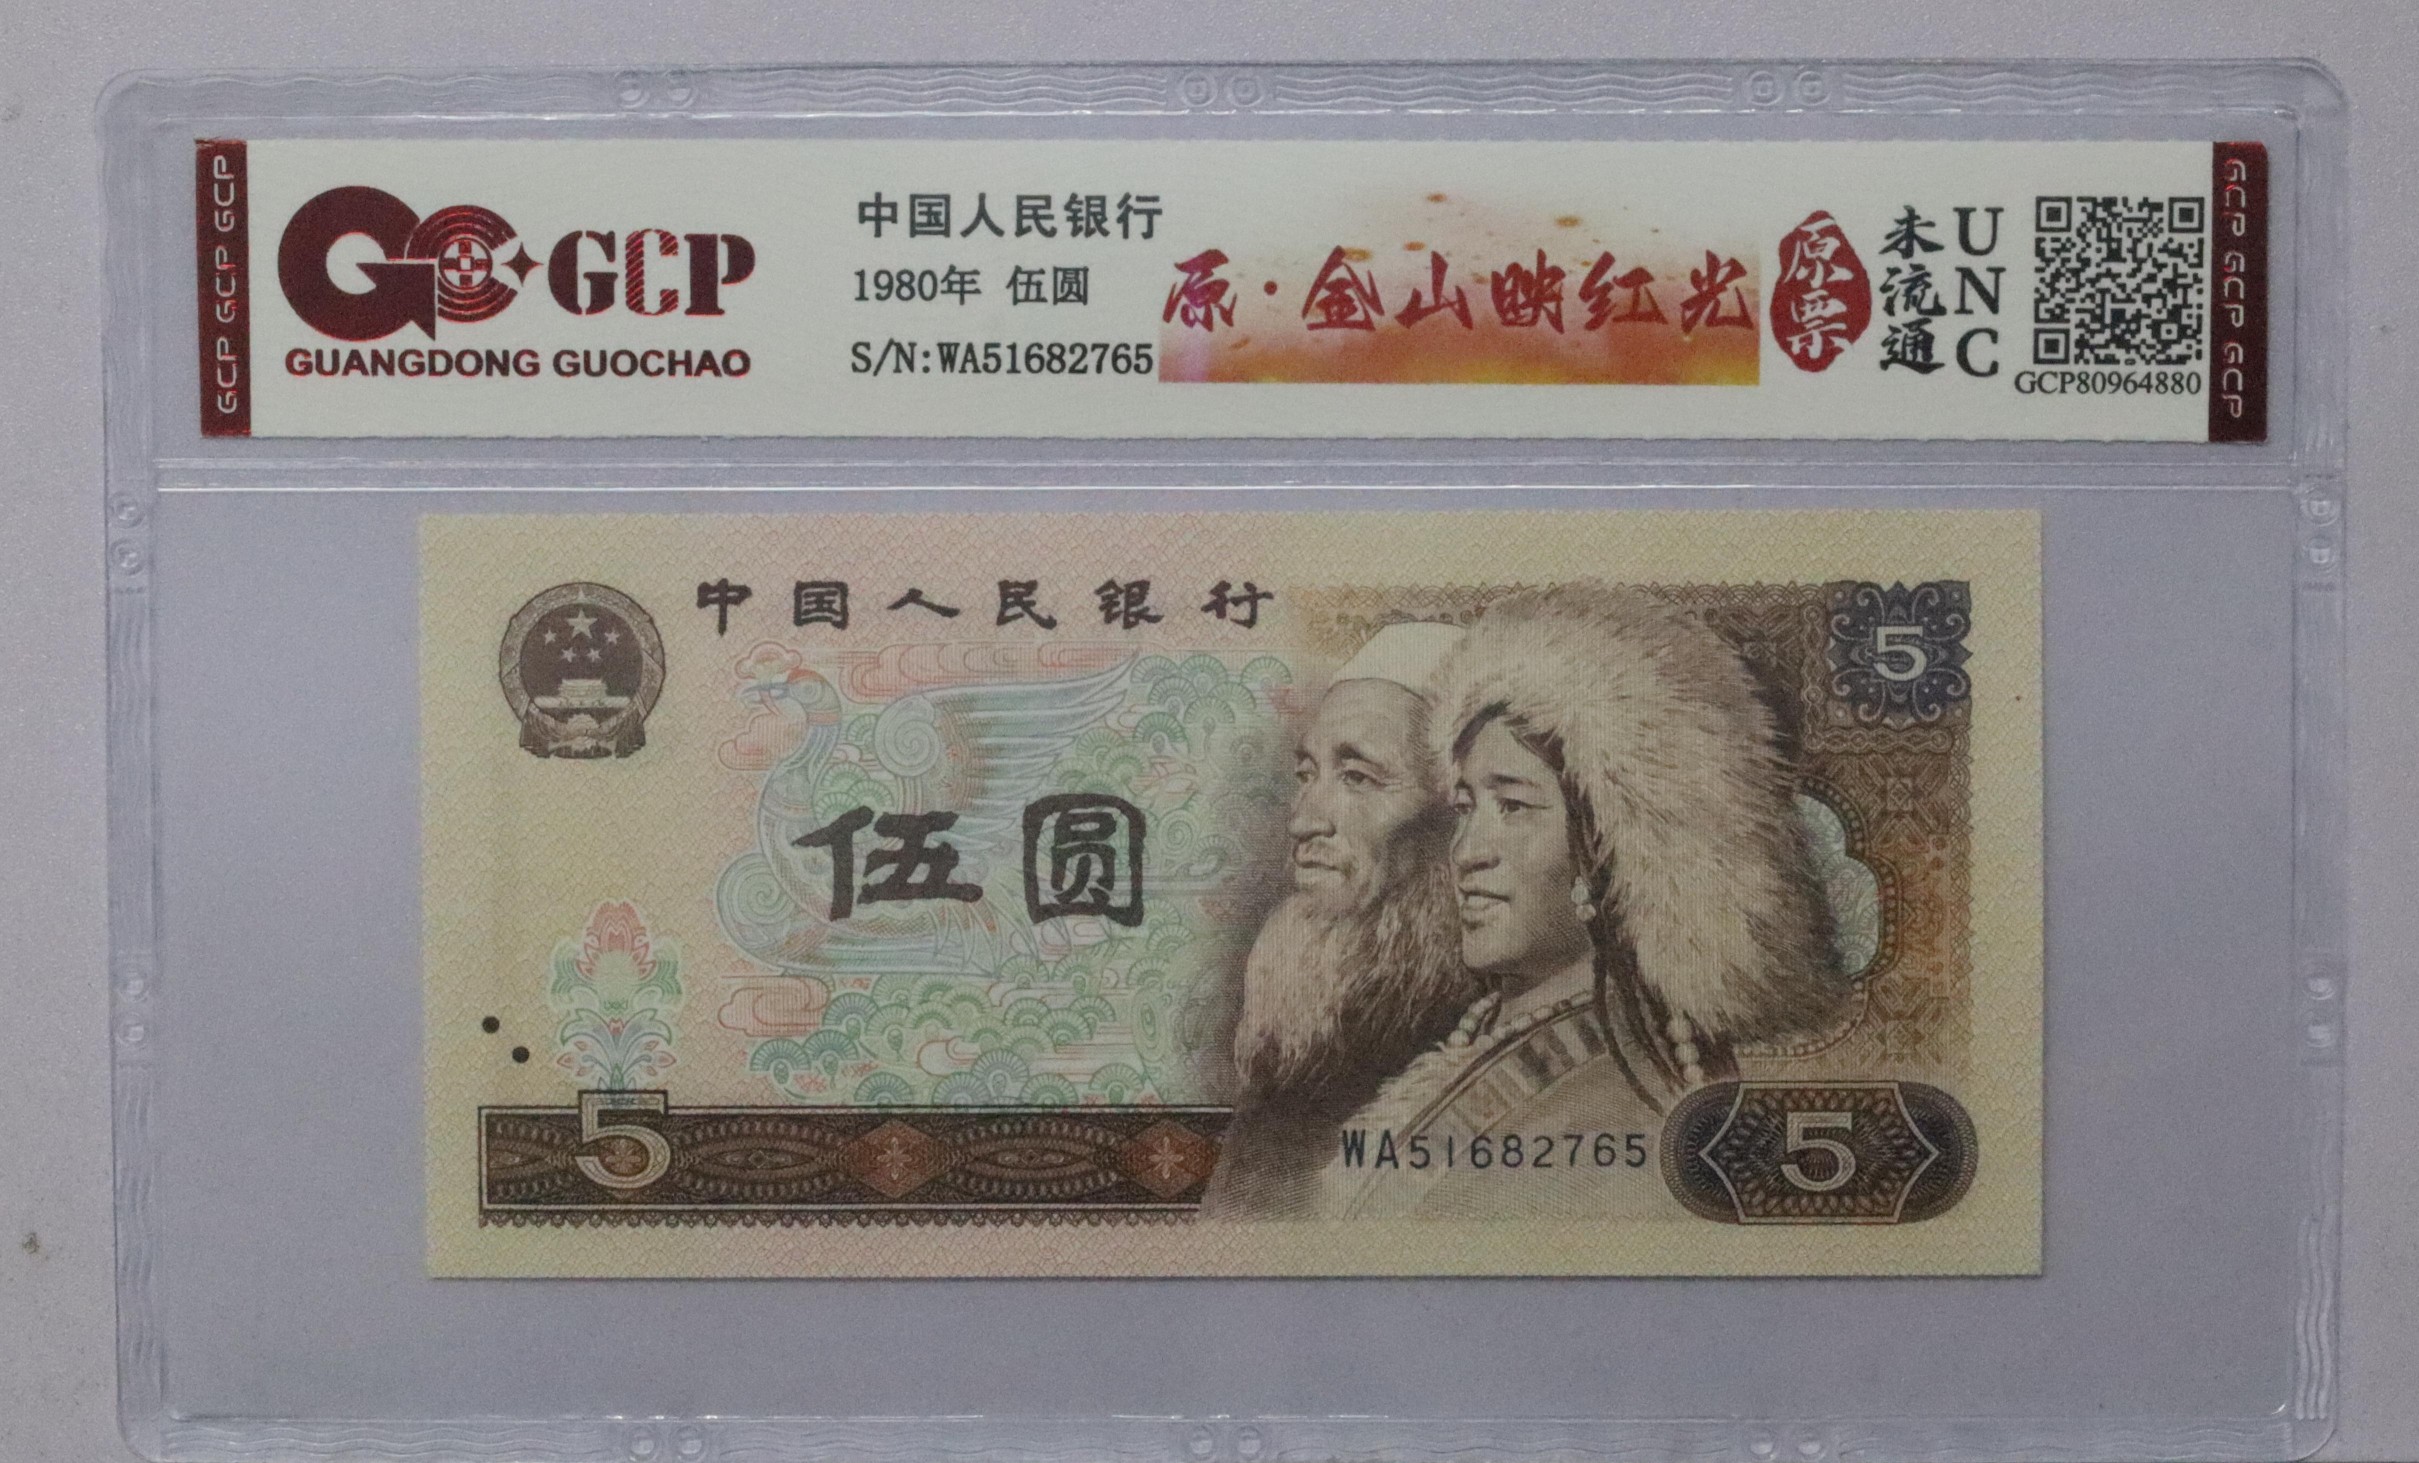 GCP GCP GCP
GCP
GUANGDONG GUOCHAO
中国人民银行
1980年 伍圆
S/N:WA51682765
原·金山映红光
原票
未流通
UNC
GCP80964880
GCP GCP GCP
中国人民银行
5
伍圆
5
WA51682765
5